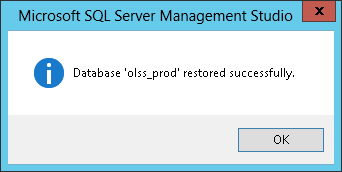 Microsoft SQL Server Management Studio
Database 'olss_prod' restored successfully.
OK